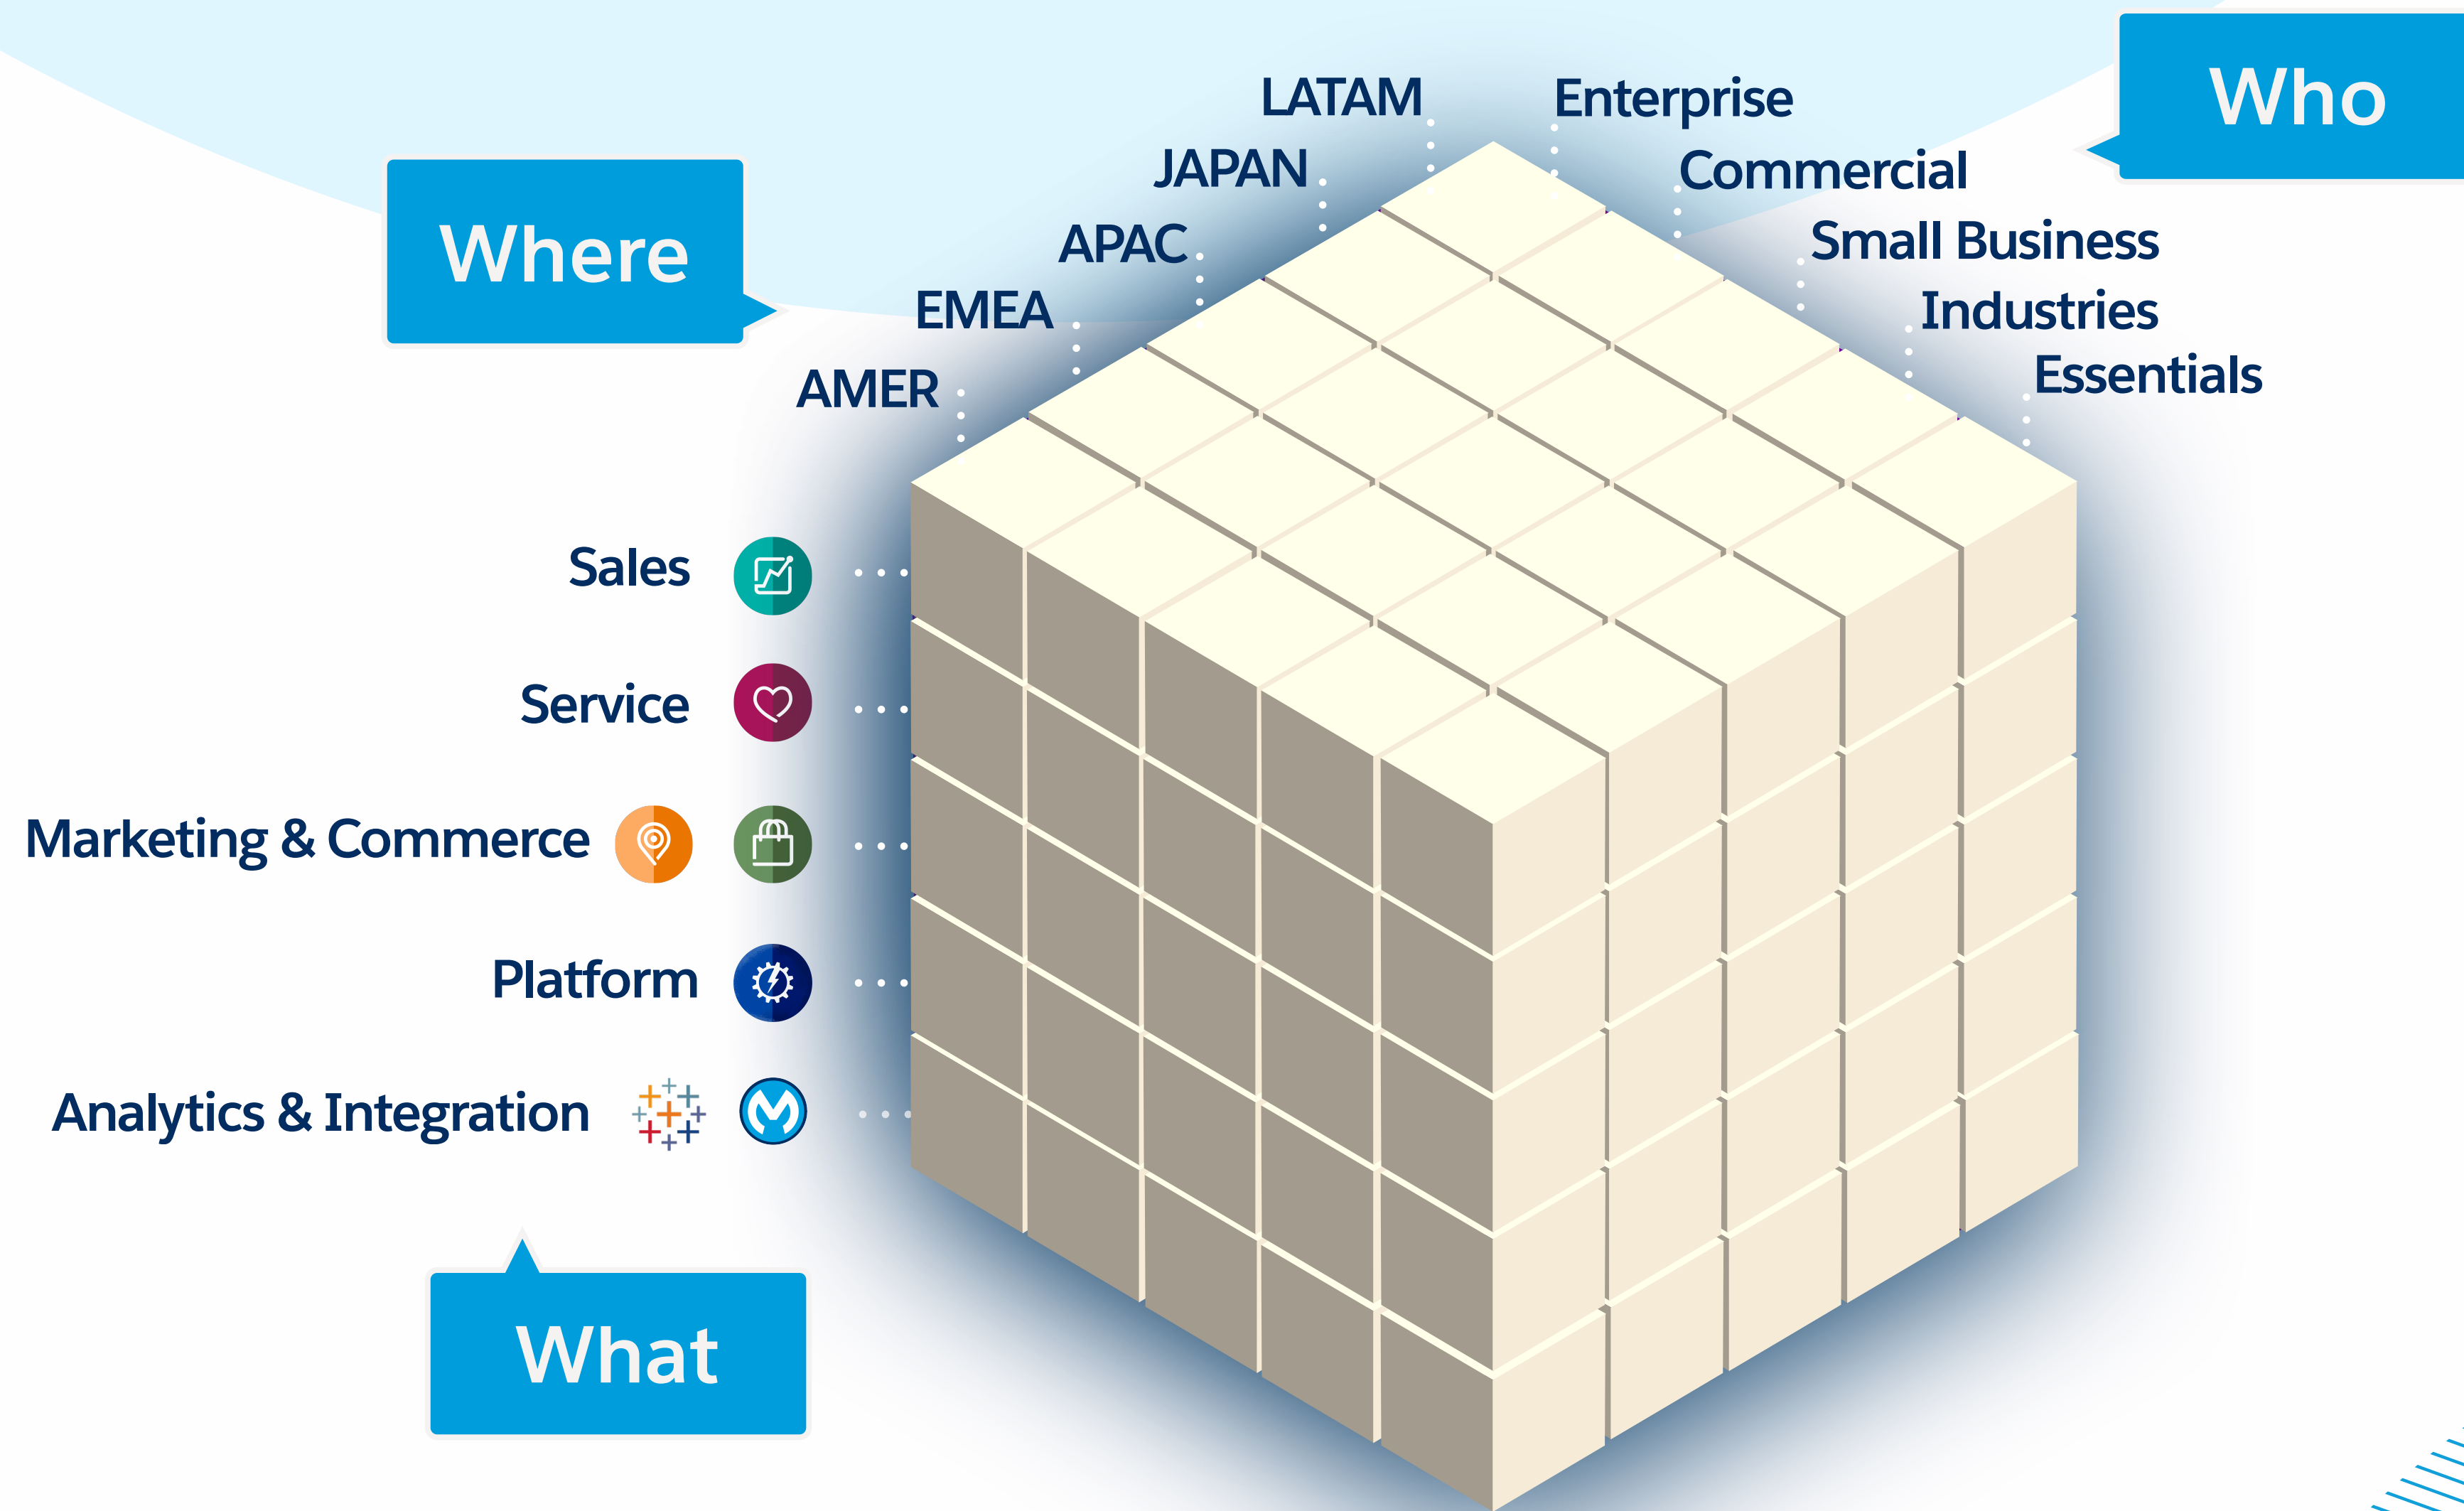 Who
Where
LATAM
JAPAN
APAC
EMEA
AMER
Enterprise
Commercial
Small Business
Industries
Essentials
Sales
Service
Marketing & Commerce
Platform
Analytics & Integration
What